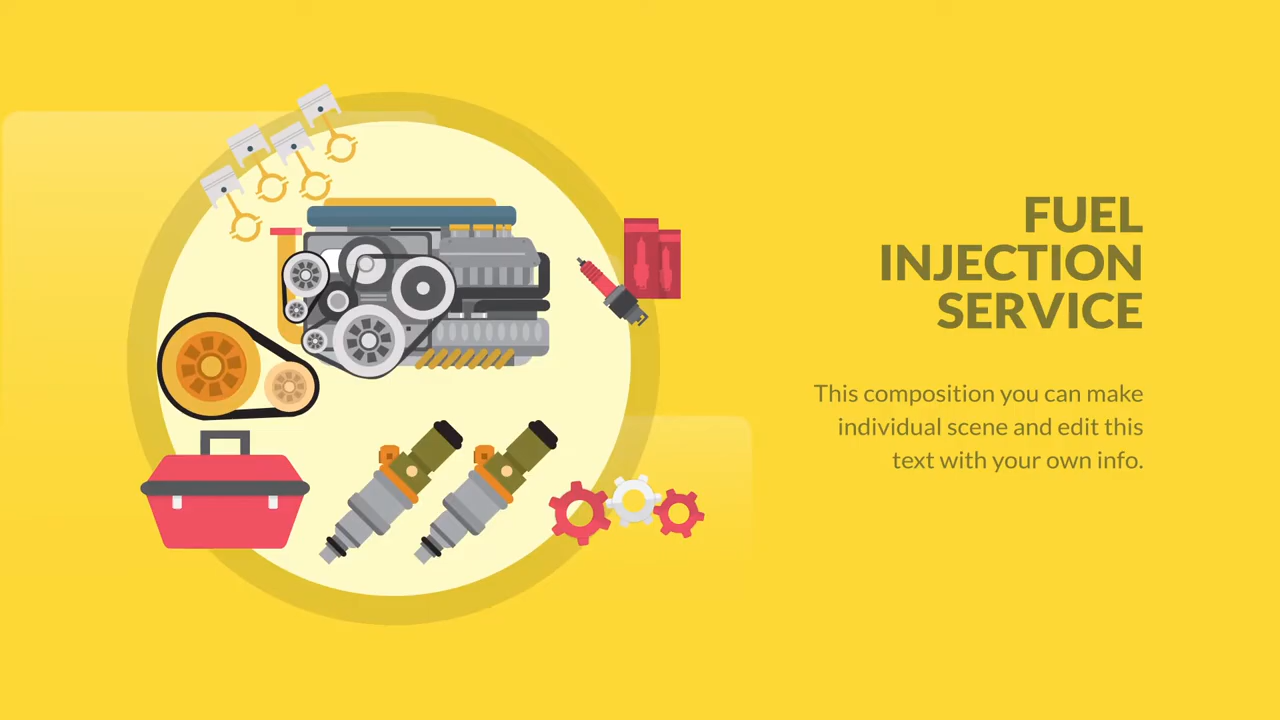 FUEL
INJECTION
SERVICE
This composition you can make
individual scene and edit this
text with your own info.